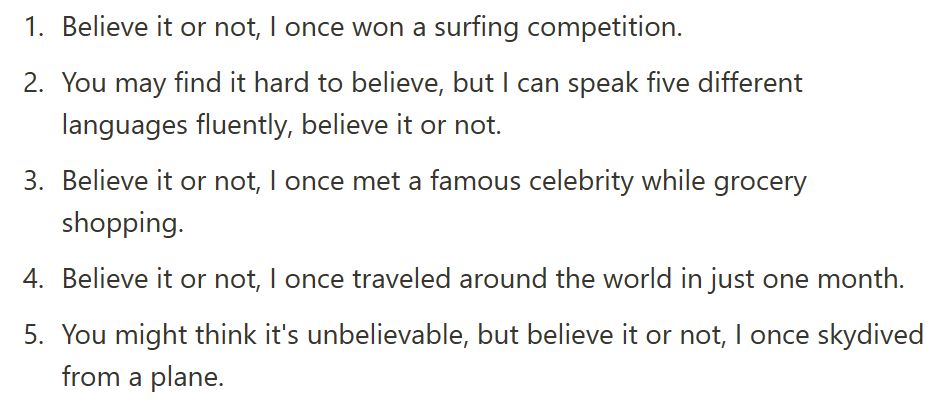 1. Believe it or not, I once won a surfing competition.
2. You may find it hard to believe, but I can speak five different
languages fluently, believe it or not.
3. Believe it or not, I once met a famous celebrity while grocery
shopping.
4. Believe it or not, I once traveled around the world in just one month.
5. You might think it's unbelievable, but believe it or not, I once skydived
from a plane.